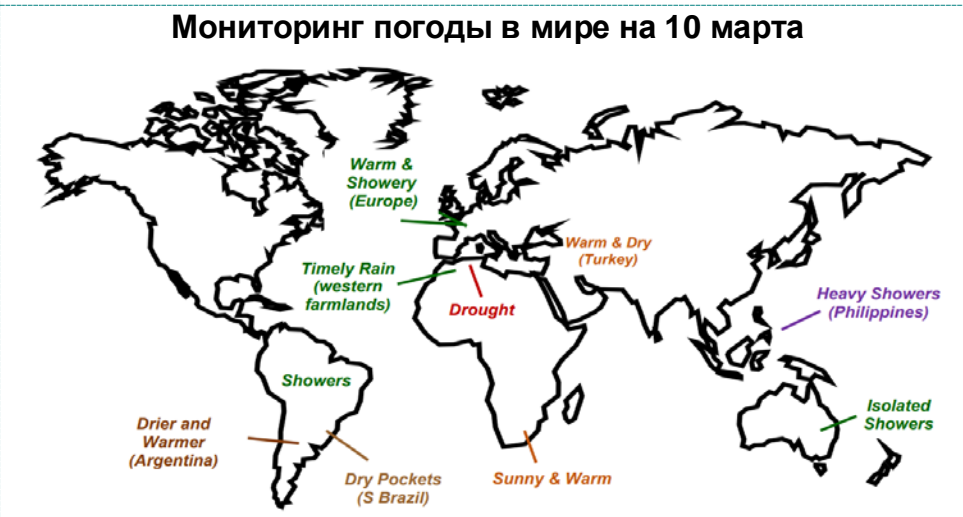 Мониторинг погоды в мире на 10 марта
Warm &
Showery
(Europe)
Warm & Dry
(Turkey)
Timely Rain
(western
farmlands)
Drought
Heavy Showers
(Philippines)
Showers
Isolated
Showers
Drier and
Warmer
(Argentina)
Dry Pockets
(S Brazil)
Sunny & Warm